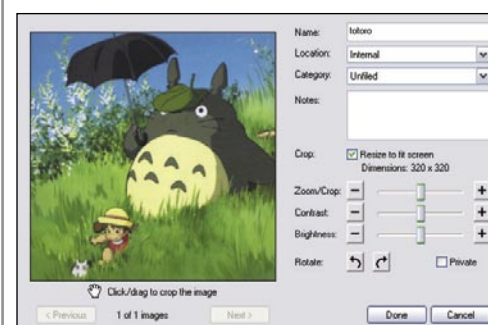 Name: totoro
Location: Internal
Category: Unfiled
Notes:
Crop: Resize to fit screen
Dimensions: 320 x 320
Zoom/Crop: − +
Contrast: − +
Brightness: − +
Rotate: Private
Click/drag to crop the image
< Previous 1 of 1 images Next >
Done Cancel